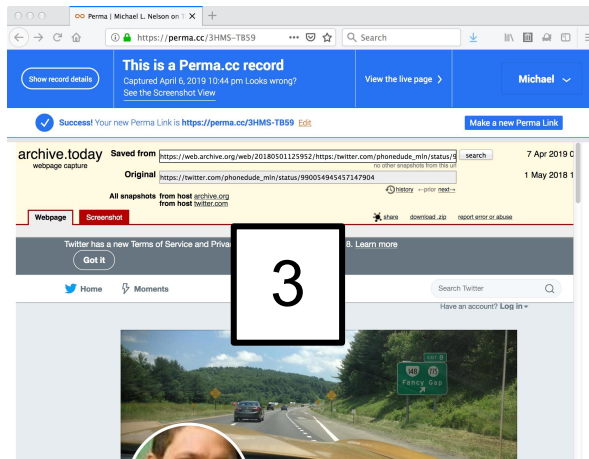 Perma | Michael L. Nelson on T
https://perma.cc/3HMS-TB59
Search
Show record details
This is a Perma.cc record
Captured April 6, 2019 10:44 pm Looks wrong?
See the Screenshot View
View the live page
Michael
Success! Your new Perma Link is https://perma.cc/3HMS-TB59 Edit
Make a new Perma Link
archive.today
webpage capture
Saved from https://web.archive.org/web/20180501125952/https:/twitter.com/phonedude_mln/status/9 search 7 Apr 2019 0
no other snapshots from this url
Original https://twitter.com/phonedude_mln/status/990054945457147904 1 May 2018 1
history ←prior next→
All snapshots from host archive.org
from host twitter.com
Webpage Screenshot
share download .zip report error or abuse
Twitter has a new Terms of Service and 8. Learn more
Got it
3
Home Moments
Search Twitter
Have an account? Log in
EXIT 8
148 775
Fancy Gap